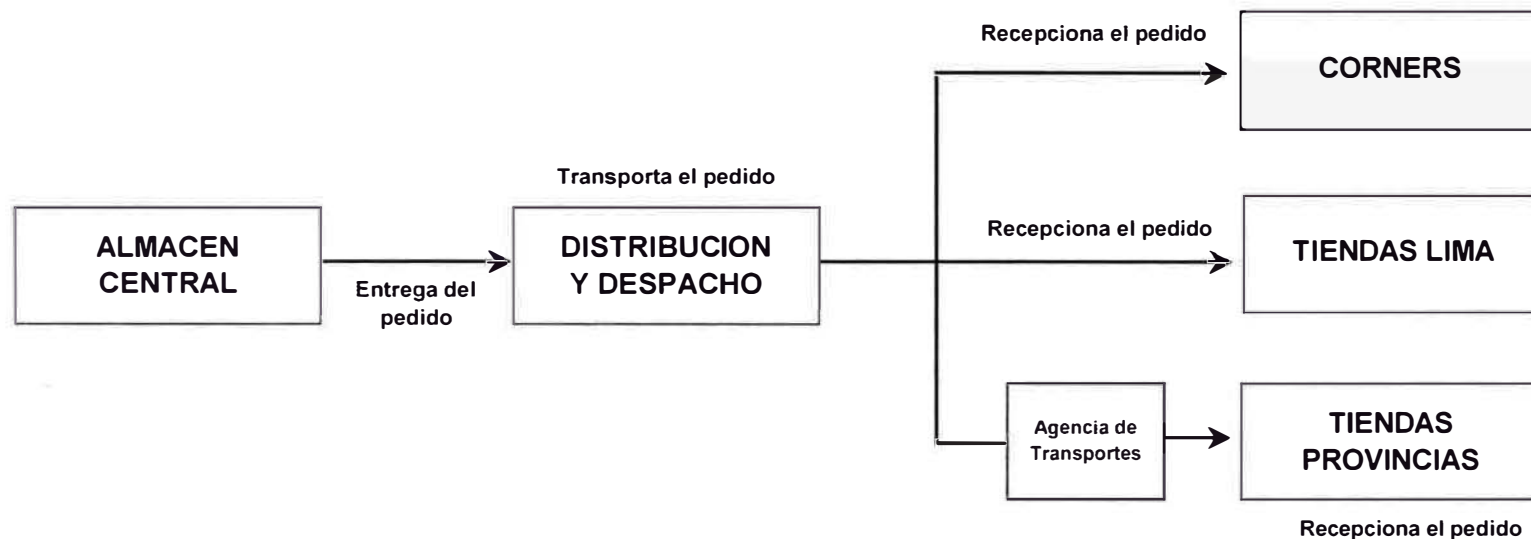 Recepciona el pedido
CORNERS
Transporta el pedido
ALMACEN
CENTRAL
Entrega del
pedido
DISTRIBUCION
Y DESPACHO
Recepciona el pedido
TIENDAS LIMA
Agencia de
Transportes
TIENDAS
PROVINCIAS
Recepciona el pedido